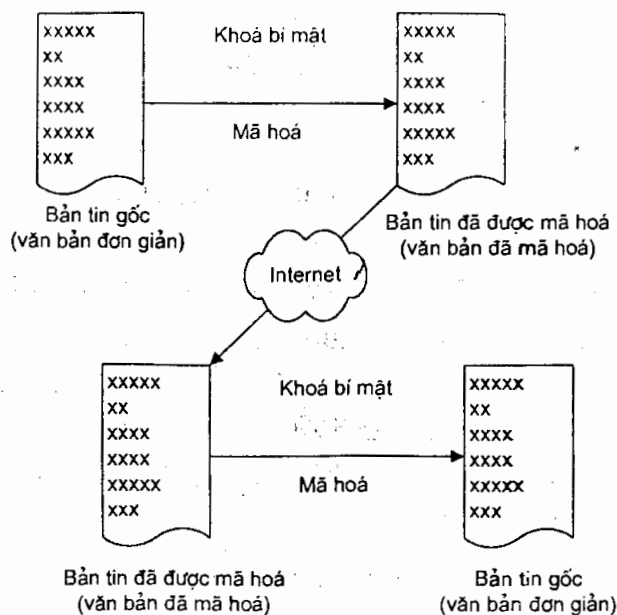 xxxxx
xx
xxxx
xxxx
xxxxx
xxx
Khoá bí mật
Mã hoá
xxxxx
xx
xxxx
xxxx
xxxxx
xxx
Bản tin gốc
(văn bản đơn giản)
Bản tin đã được mã hoá
(văn bản đã mã hoá)
Internet
xxxxx
xx
xxxx
xxxx
xxxxx
xxx
Khoá bí mật
Mã hoá
xxxxx
xx
xxxx
xxxx
xxxxx
xxx
Bản tin đã được mã hoá
(văn bản đã mã hoá)
Bản tin gốc
(văn bản đơn giản)